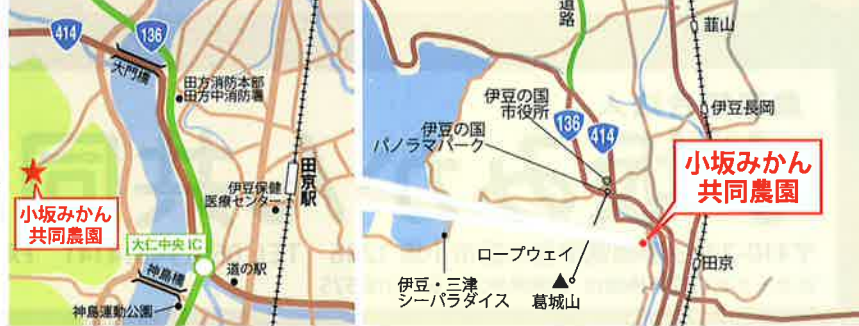 414
136
大門橋
田方消防本部
田方中消防署
田京駅
伊豆保健
医療センター
小坂みかん
共同農園
大仁中央IC
神島橋
道の駅
神島運動公園
道路
韮山
伊豆の国
市役所
伊豆長岡
136
414
伊豆の国
パノラマパーク
小坂みかん
共同農園
ロープウェイ
田京
伊豆・三津
シーパラダイス
葛城山